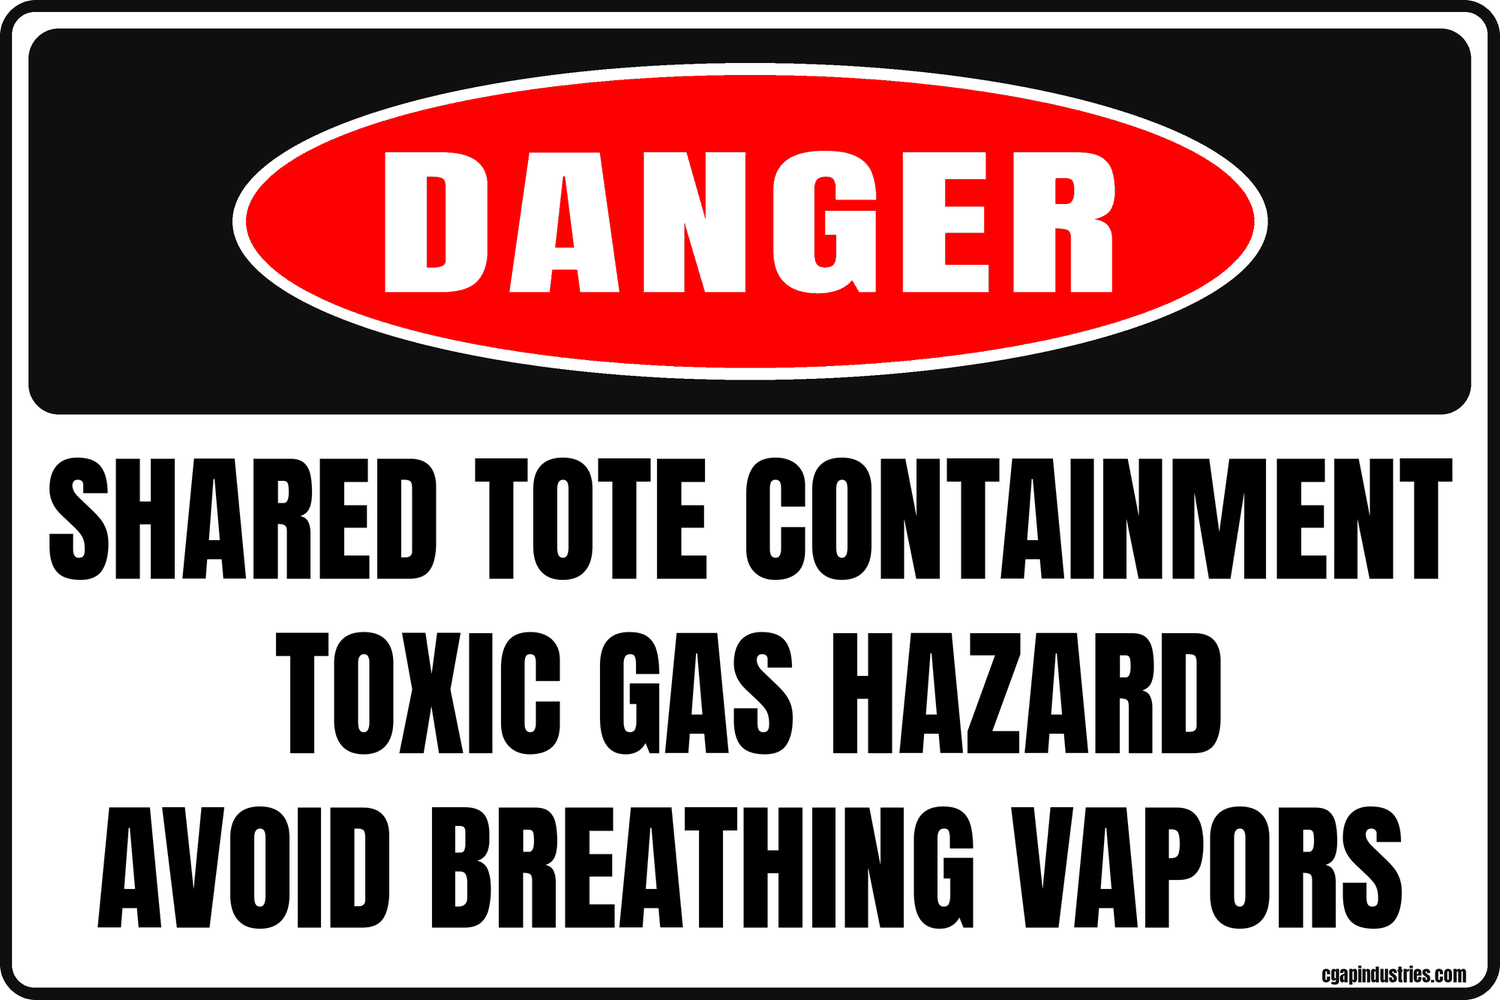 DANGER
SHARED TOTE CONTAINMENT
TOXIC GAS HAZARD
AVOID BREATHING VAPORS
cgapindustries.com